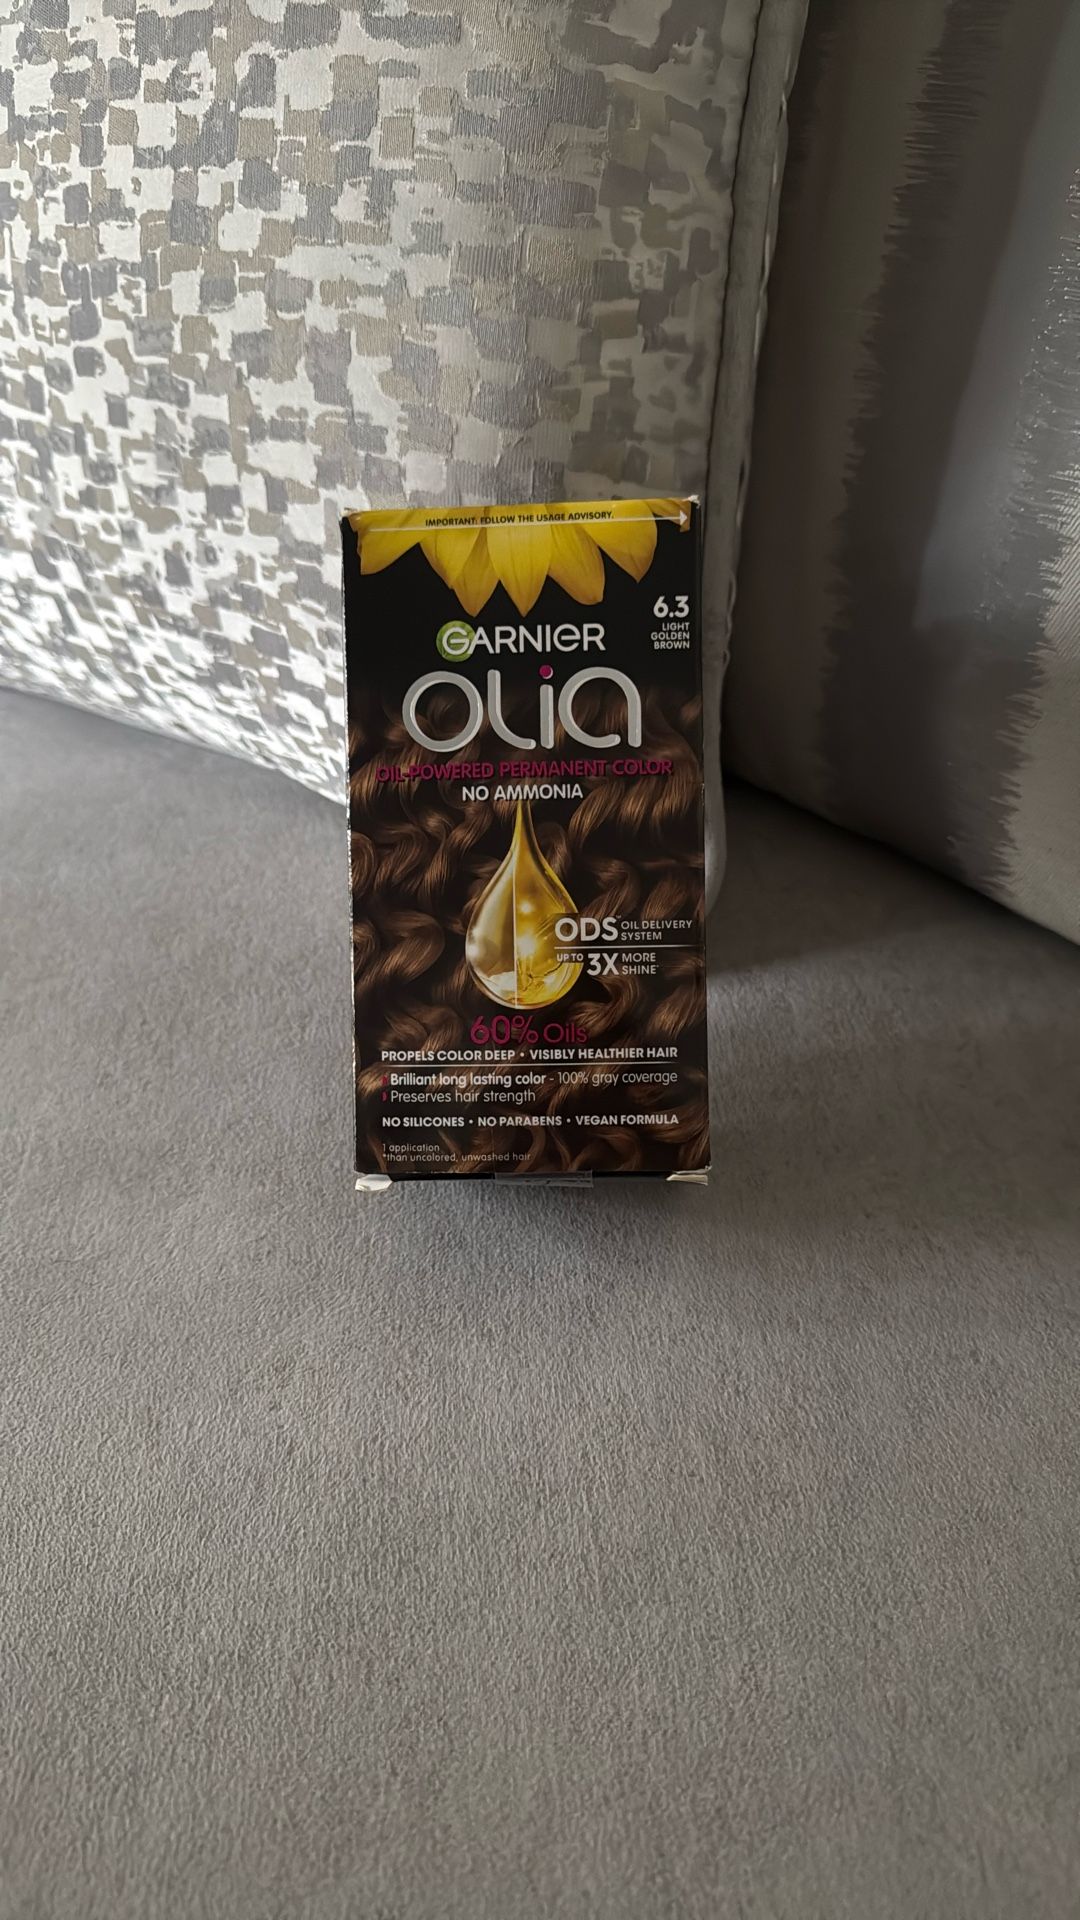 IMPORTANT: FOLLOW THE USAGE ADVISORY.
6.3
LIGHT
GOLDEN
BROWN
GARNIER
OLIA
OIL-POWERED PERMANENT COLOR
NO AMMONIA
ODS™ OIL DELIVERY
SYSTEM
UP TO 3X MORE
SHINE*
60% Oils
PROPELS COLOR DEEP • VISIBLY HEALTHIER HAIR
Brilliant long lasting color - 100% gray coverage
Preserves hair strength
NO SILICONES • NO PARABENS • VEGAN FORMULA
1 application
*than uncolored, unwashed hair